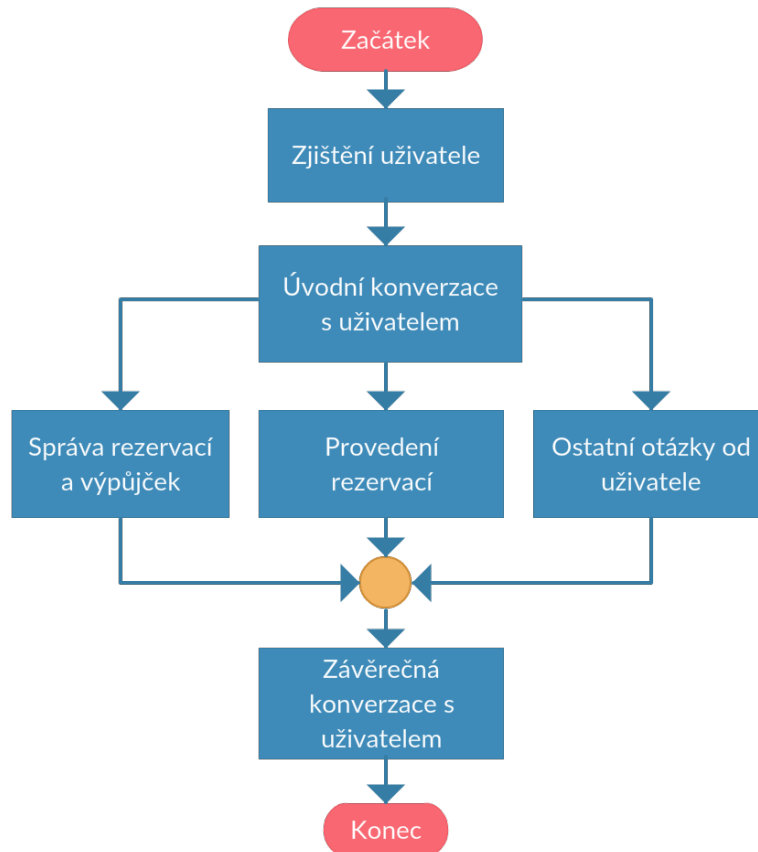 Začátek
Zjištění uživatele
Úvodní konverzace
s uživatelem
Správa rezervací
a výpůjček
Provedení
rezervací
Ostatní otázky od
uživatele
Závěrečná
konverzace s
uživatelem
Konec